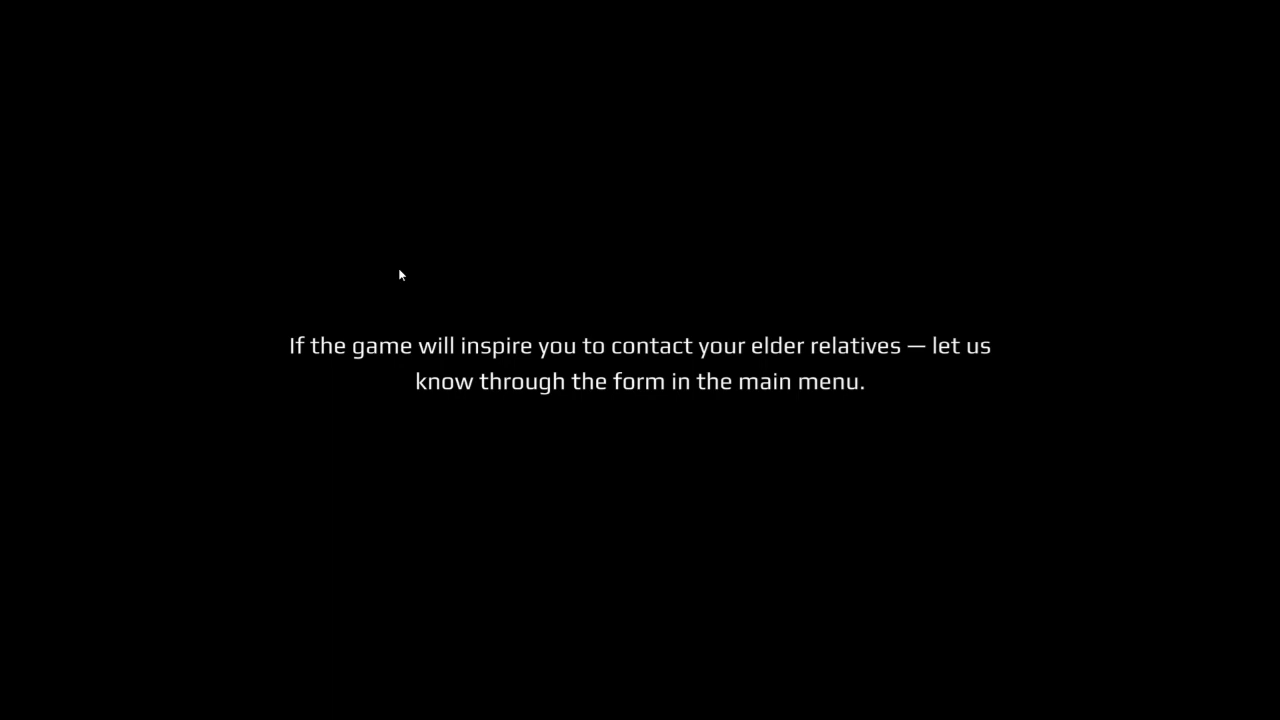 If the game will inspire you to contact your elder relatives — let us
know through the form in the main menu.